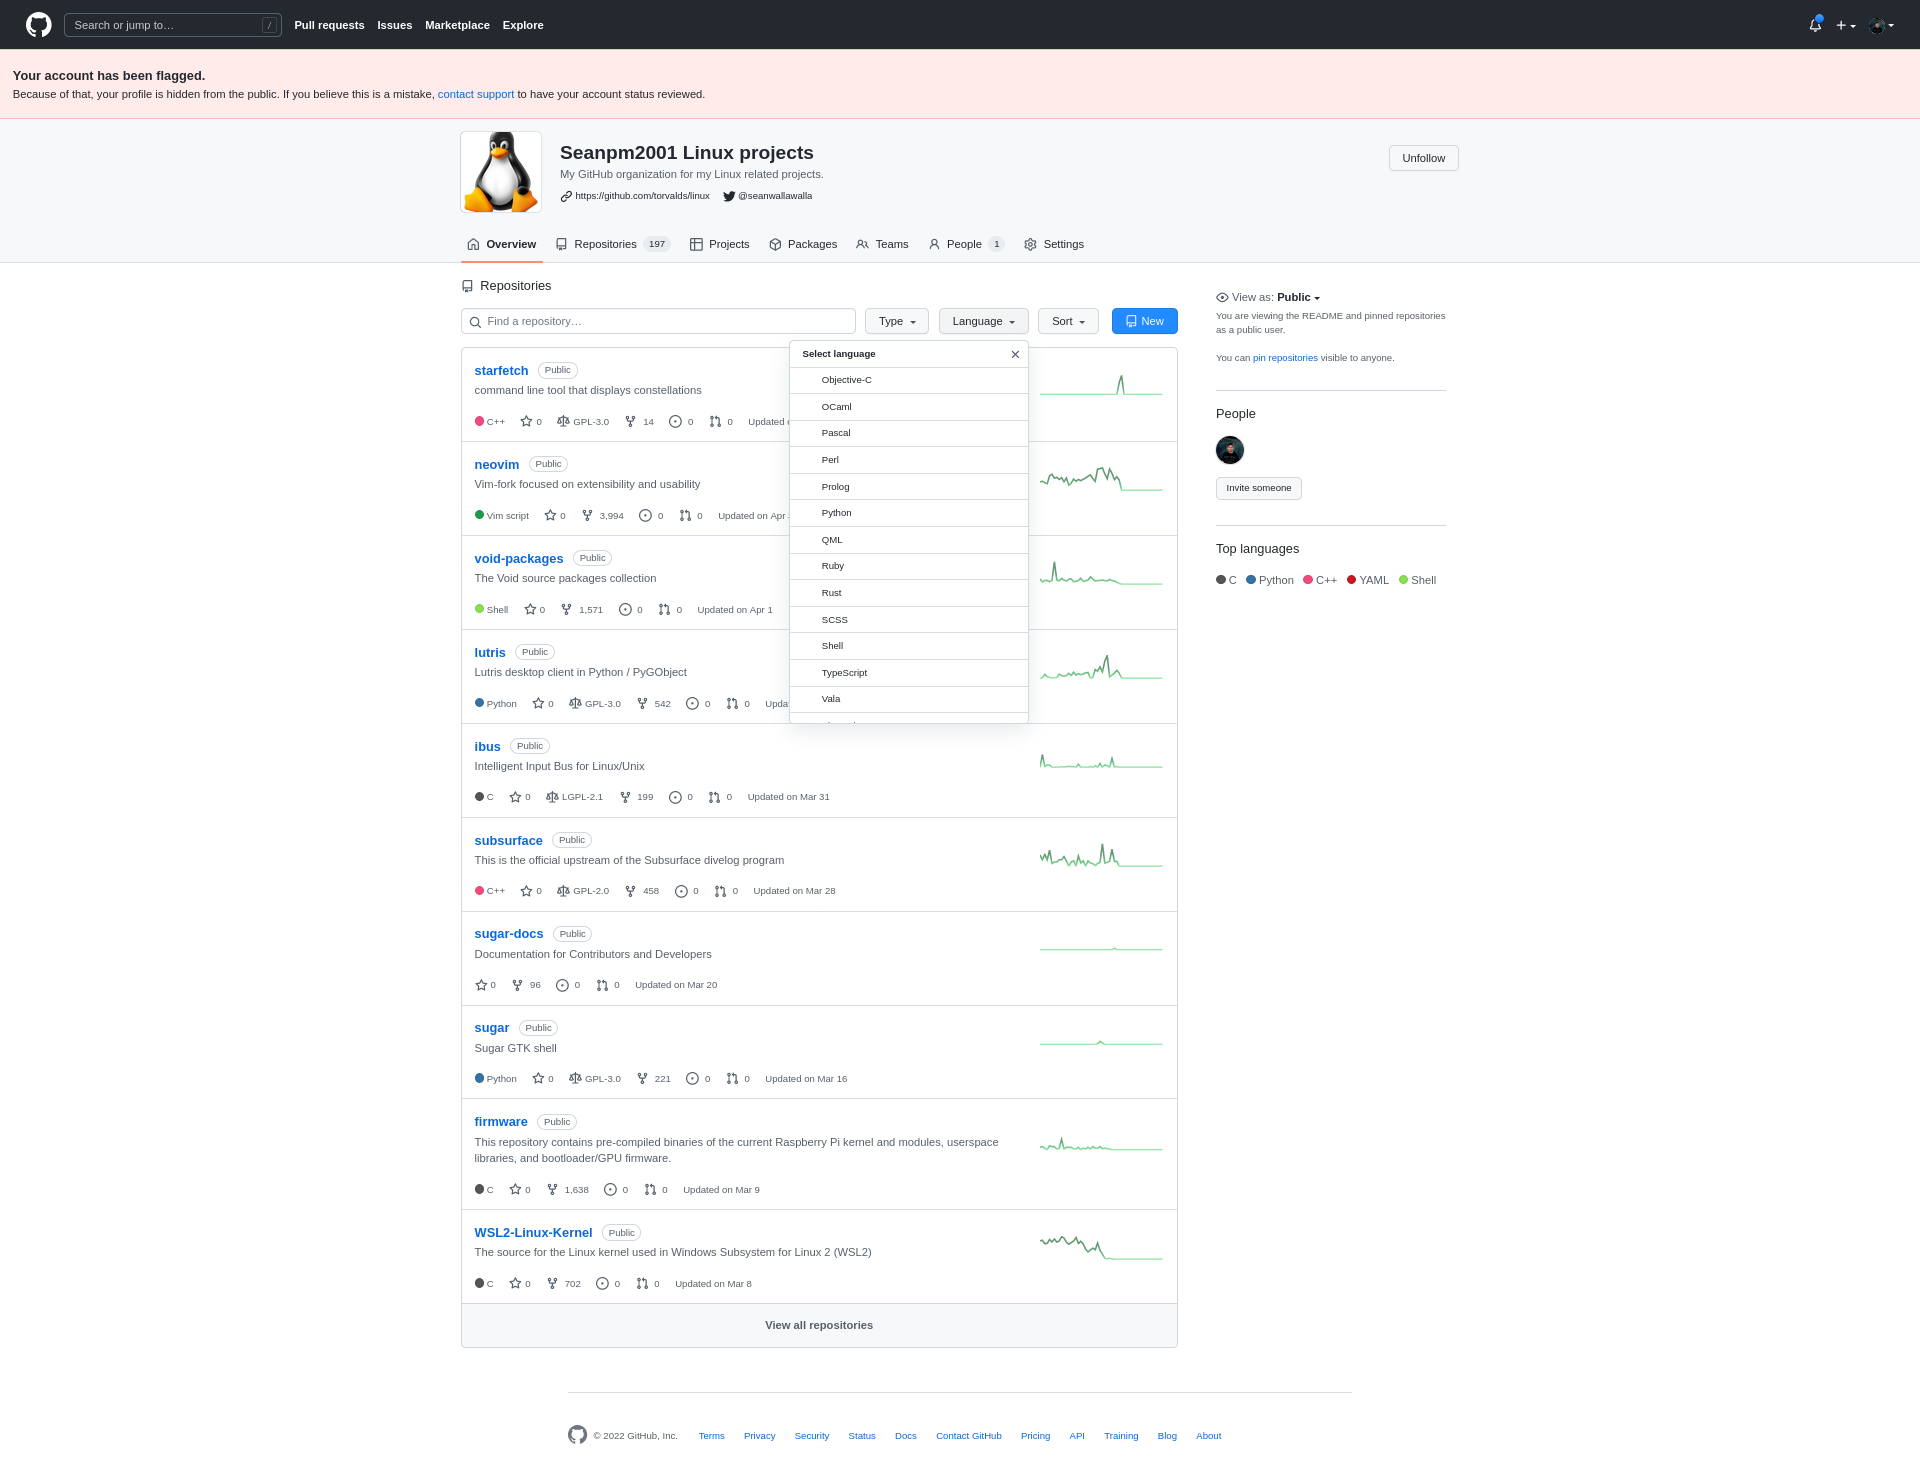 Search or jump to… /
Pull requests Issues Marketplace Explore
Your account has been flagged.
Because of that, your profile is hidden from the public. If you believe this is a mistake, contact support to have your account status reviewed.
Seanpm2001 Linux projects
Unfollow
My GitHub organization for my Linux related projects.
https://github.com/torvalds/linux @seanwallawalla
Overview Repositories 197 Projects Packages Teams People 1 Settings
Repositories
Find a repository… Type Language Sort New
Select language
Objective-C
OCaml
Pascal
Perl
Prolog
Python
QML
Ruby
Rust
SCSS
Shell
TypeScript
Vala
starfetch Public
command line tool that displays constellations
C++ 0 GPL-3.0 14 0 0 Updated
neovim Public
Vim-fork focused on extensibility and usability
Vim script 0 3,994 0 0 Updated on Apr
void-packages Public
The Void source packages collection
Shell 0 1,571 0 0 Updated on Apr 1
lutris Public
Lutris desktop client in Python / PyGObject
Python 0 GPL-3.0 542 0 0
ibus Public
Intelligent Input Bus for Linux/Unix
C 0 LGPL-2.1 199 0 0 Updated on Mar 31
subsurface Public
This is the official upstream of the Subsurface divelog program
C++ 0 GPL-2.0 458 0 0 Updated on Mar 28
sugar-docs Public
Documentation for Contributors and Developers
0 96 0 0 Updated on Mar 20
sugar Public
Sugar GTK shell
Python 0 GPL-3.0 221 0 0 Updated on Mar 16
firmware Public
This repository contains pre-compiled binaries of the current Raspberry Pi kernel and modules, userspace
libraries, and bootloader/GPU firmware.
C 0 1,638 0 0 Updated on Mar 9
WSL2-Linux-Kernel Public
The source for the Linux kernel used in Windows Subsystem for Linux 2 (WSL2)
C 0 702 0 0 Updated on Mar 8
View all repositories
View as: Public
You are viewing the README and pinned repositories
as a public user.
You can pin repositories visible to anyone.
People
Invite someone
Top languages
C Python C++ YAML Shell
© 2022 GitHub, Inc. Terms Privacy Security Status Docs Contact GitHub Pricing API Training Blog About